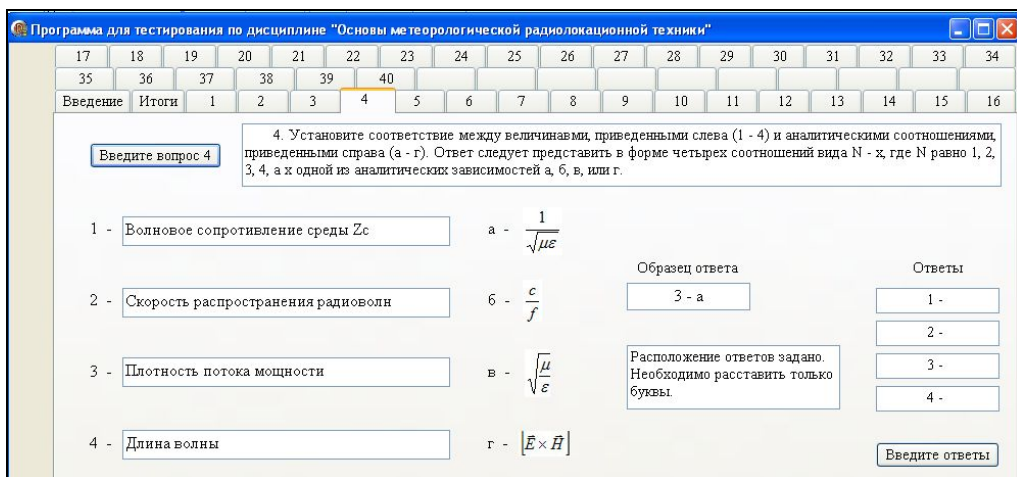 Программа для тестирования по дисциплине "Основы метеорологической радиолокационной техники"
17 18 19 20 21 22 23 24 25 26 27 28 29 30 31 32 33 34
35 36 37 38 39 40
Введение Итоги 1 2 3 4 5 6 7 8 9 10 11 12 13 14 15 16
Введите вопрос 4
4. Установите соответствие между величинавми, приведенными слева (1 - 4) и аналитическими соотношениями,
приведенными справа (а - г). Ответ следует представить в форме четырех соотношений вида N - x, где N равно 1, 2,
3, 4, а x одной из аналитических зависимостей а, б, в, или г.
1 - Волновое сопротивление среды Zc
а - 1/√με
2 - Скорость распространения радиоволн
б - c/f
3 - Плотность потока мощности
в - √μ/ε
4 - Длина волны
г - [E⃗ × H⃗]
Образец ответа
3 - а
Расположение ответов задано.
Необходимо расставить только
буквы.
Ответы
1 -
2 -
3 -
4 -
Введите ответы